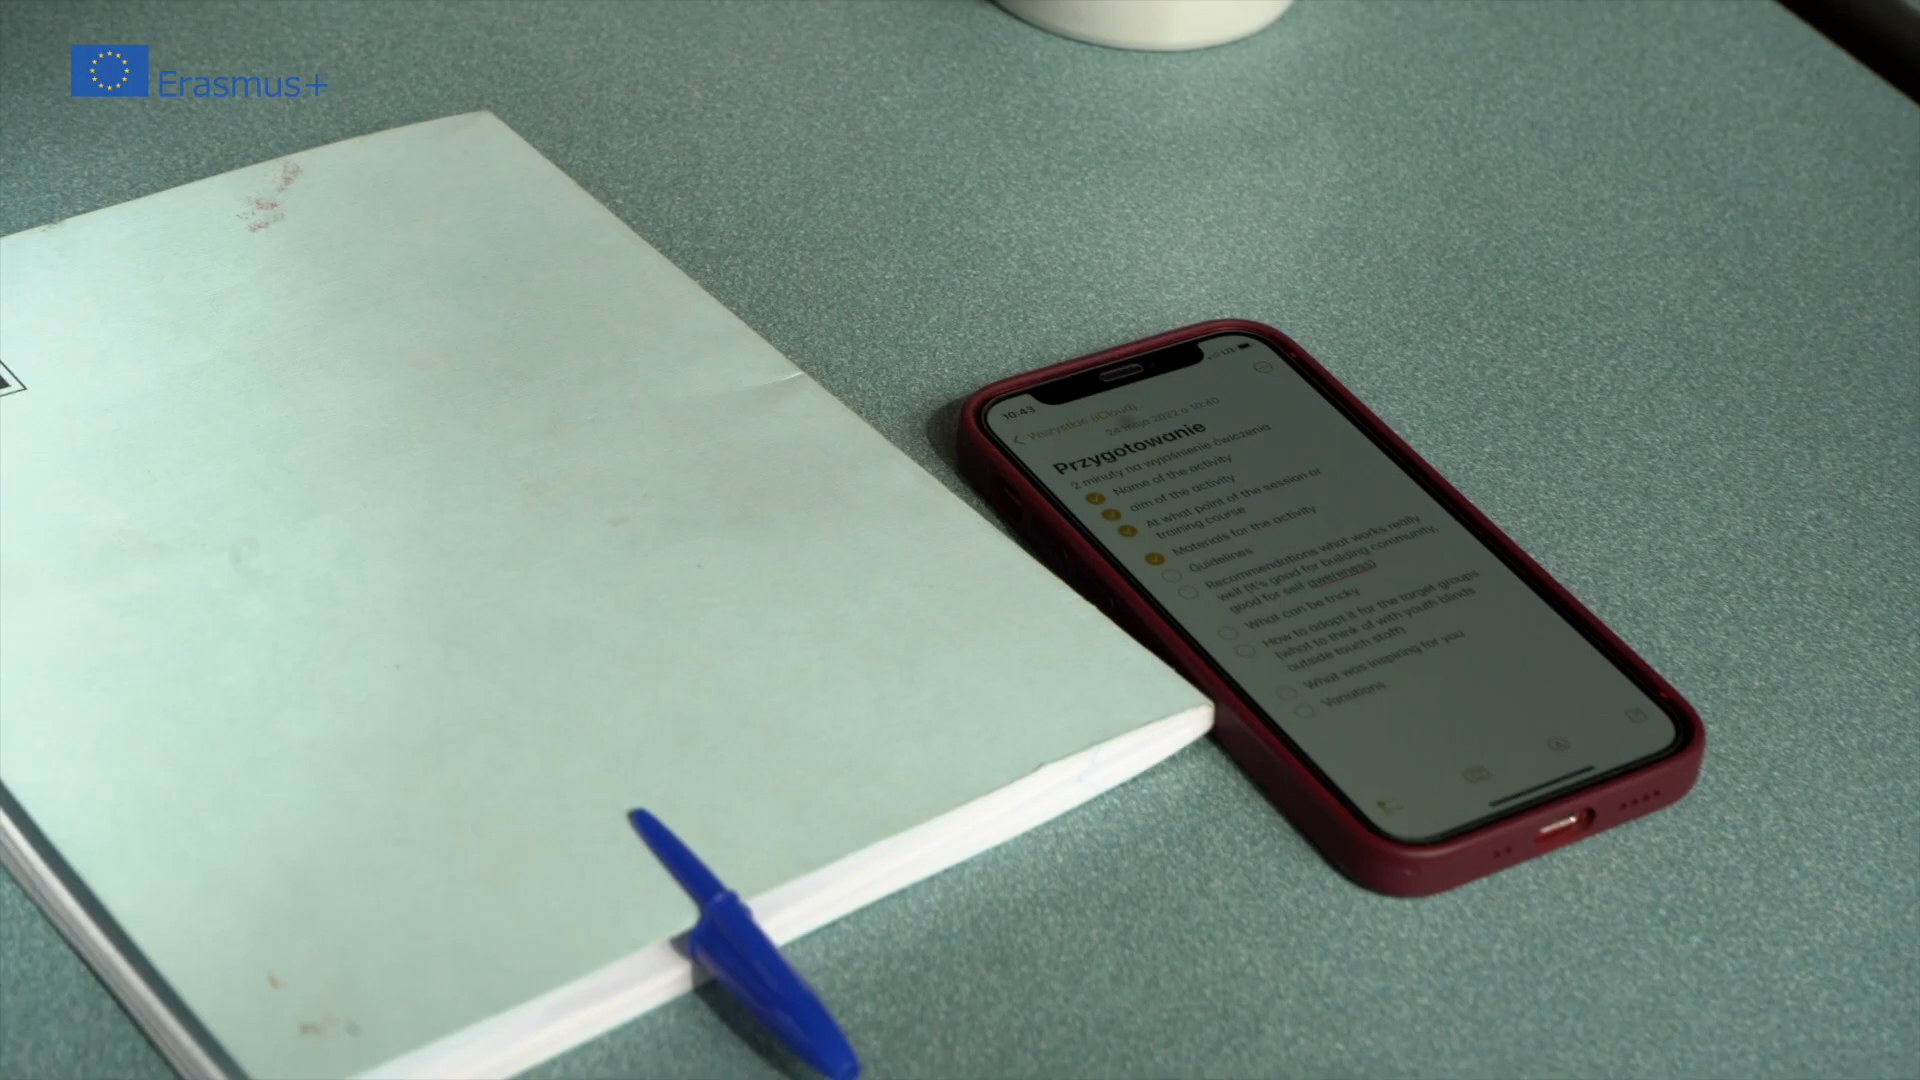 Erasmus+
10:43
Wszystkie (iCloud)
24 maja 2022 o 10:40
Przygotowanie
2 minuty na wyjaśnienie ćwiczenia
Name of the activity
aim of the activity
At what point of the session or
training course
Materials for the activity
Guidelines
Recommendations what works really
well (it's good for building community,
good for self awareness)
What can be tricky
How to adapt it for the target groups
(what to think of with youth blinds
outside touch staff)
What was inspiring for you
Variations